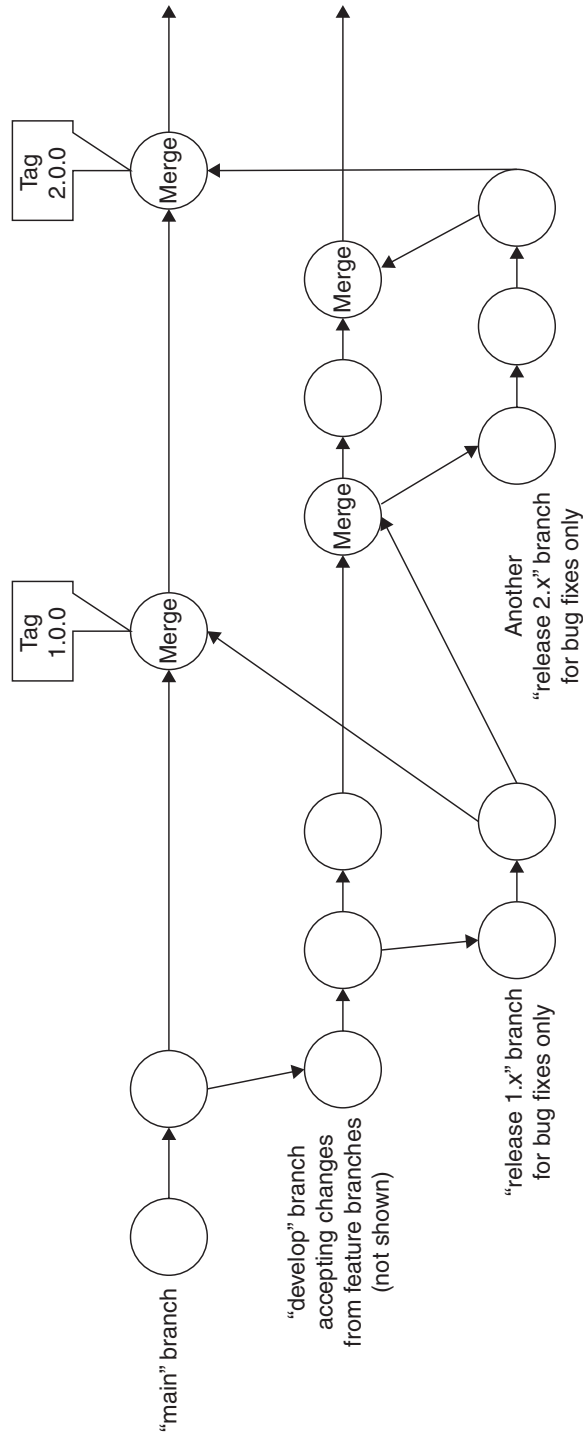 Tag
1.0.0
Tag
2.0.0
Merge
Merge
"main" branch
Merge
Merge
“develop” branch
accepting changes
from feature branches
(not shown)
“release 1.x” branch
for bug fixes only
Another
“release 2.x” branch
for bug fixes only